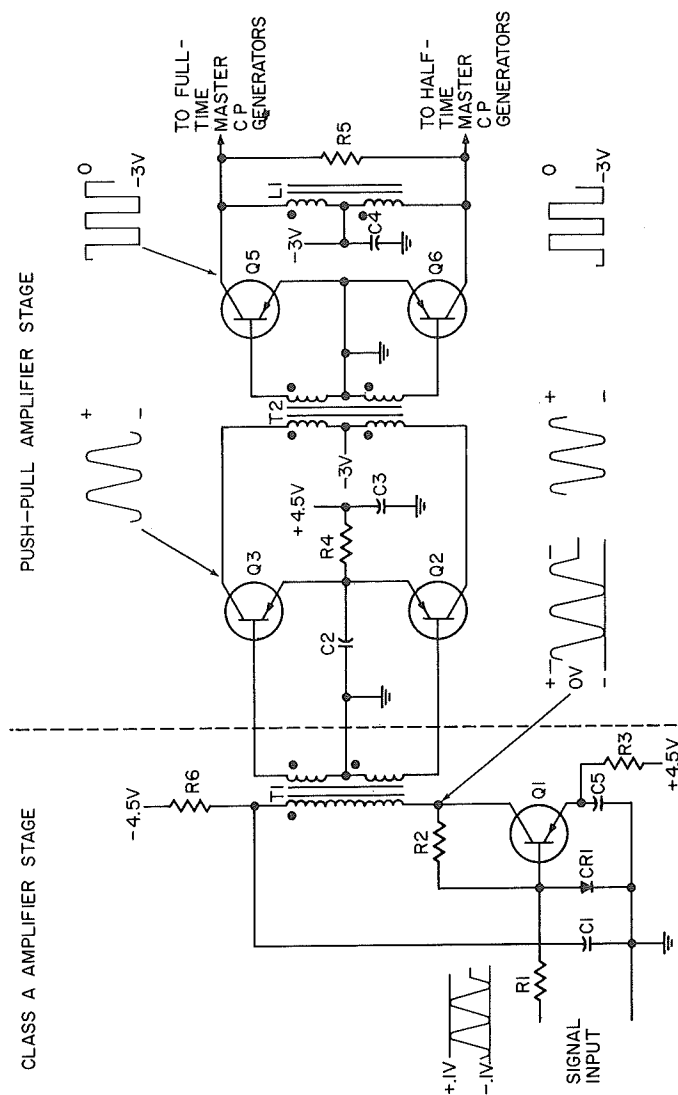 CLASS A AMPLIFIER STAGE
PUSH-PULL AMPLIFIER STAGE
+.1V
-.1V
SIGNAL
INPUT
R1
C1
CR1
R2
Q1
C5
R3
+4.5V
-4.5V
R6
T1
+
0V
-
-
C2
Q3
Q2
R4
+4.5V
C3
-3V
T2
+
-
+
-
Q5
Q6
-3V
C4
L1
R5
0
-3V
0
-3V
TO FULL-
TIME
MASTER
CP
GENERATORS
TO HALF-
TIME
MASTER
CP
GENERATORS